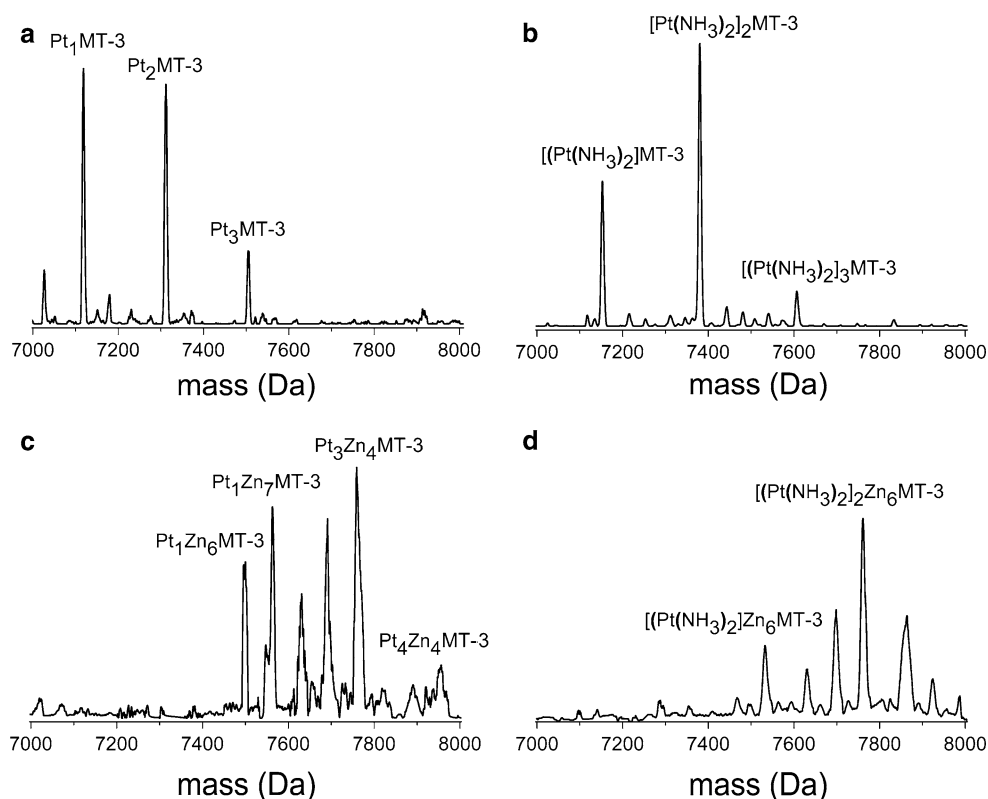 a
Pt1MT-3
Pt2MT-3
Pt3MT-3
7000 7200 7400 7600 7800 8000
mass (Da)
b
[Pt(NH3)2]2MT-3
[(Pt(NH3)2]MT-3
[(Pt(NH3)2]3MT-3
7000 7200 7400 7600 7800 8000
mass (Da)
c
Pt3Zn4MT-3
Pt1Zn7MT-3
Pt1Zn6MT-3
Pt4Zn4MT-3
7000 7200 7400 7600 7800 8000
mass (Da)
d
[(Pt(NH3)2]2Zn6MT-3
[(Pt(NH3)2]Zn6MT-3
7000 7200 7400 7600 7800 8000
mass (Da)